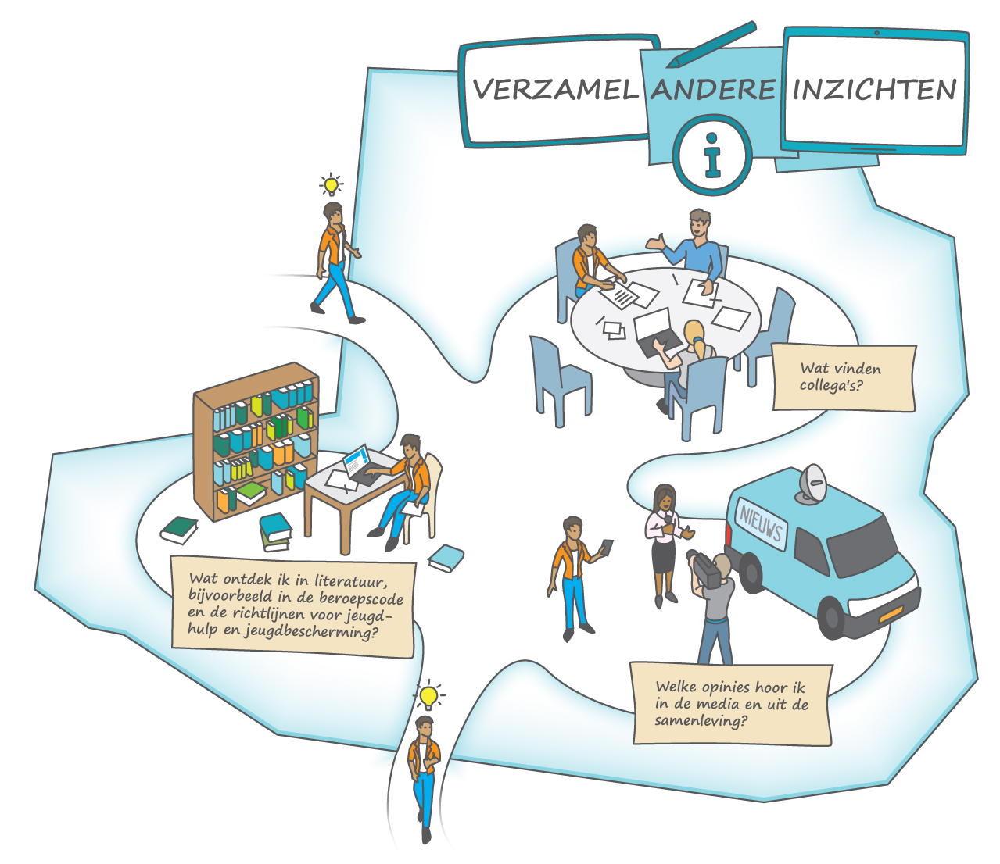 VERZAMEL ANDERE INZICHTEN
i
Wat vinden
collega's?
NIEUWS
Wat ontdek ik in literatuur,
bijvoorbeeld in de beroepscode
en de richtlijnen voor jeugd-
hulp en jeugdbescherming?
Welke opinies hoor ik
in de media en uit de
samenleving?